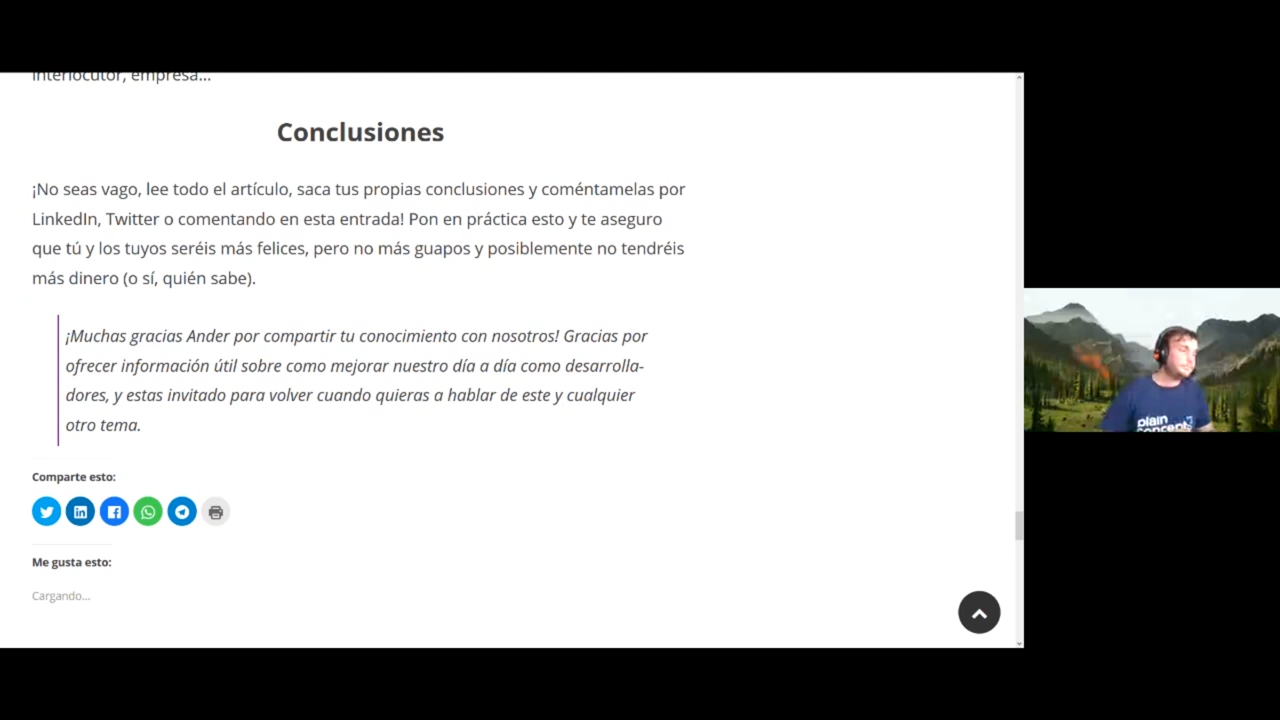 interlocutor, empresa...
Conclusiones
¡No seas vago, lee todo el artículo, saca tus propias conclusiones y coméntamelas por
LinkedIn, Twitter o comentando en esta entrada! Pon en práctica esto y te aseguro
que tú y los tuyos seréis más felices, pero no más guapos y posiblemente no tendréis
más dinero (o sí, quién sabe).
¡Muchas gracias Ander por compartir tu conocimiento con nosotros! Gracias por
ofrecer información útil sobre como mejorar nuestro día a día como desarrolla-
dores, y estas invitado para volver cuando quieras a hablar de este y cualquier
otro tema.
Comparte esto:
Me gusta esto:
Cargando...
plain
concepts